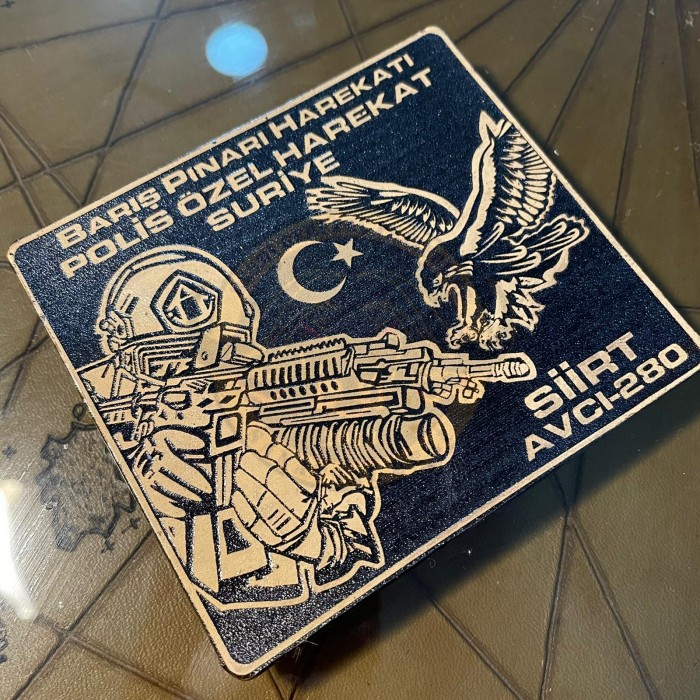 BARIŞ PINARI HAREKATI
POLİS ÖZEL HAREKAT
SURİYE
SİİRT
AVCI-280